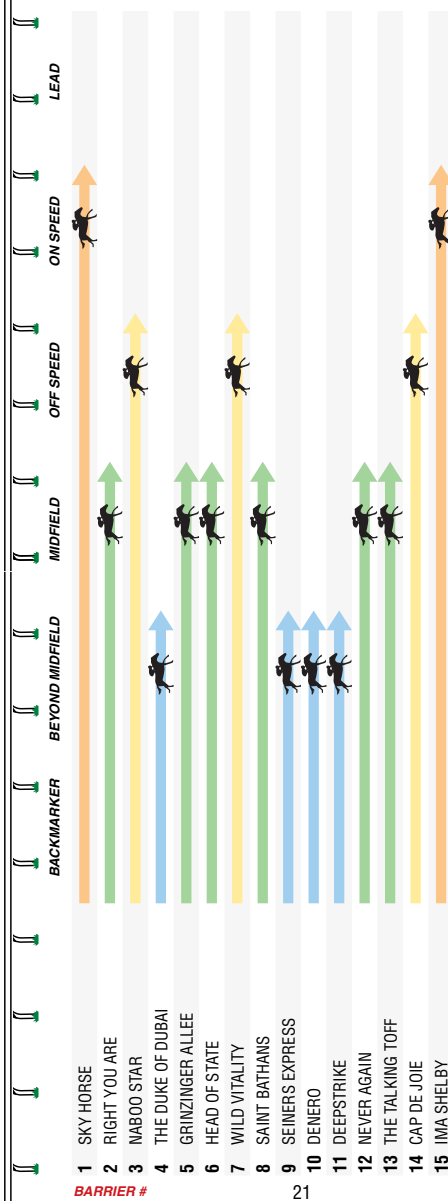 LEAD
ON SPEED
OFF SPEED
MIDFIELD
BEYOND MIDFIELD
BACKMARKER
1 SKY HORSE
2 RIGHT YOU ARE
3 NABOO STAR
4 THE DUKE OF DUBAI
5 GRINZINGER ALLEE
6 HEAD OF STATE
7 WILD VITALITY
8 SAINT BATHANS
9 SEINERS EXPRESS
10 DENERO
11 DEEPSTRIKE
12 NEVER AGAIN
13 THE TALKING TOFF
14 CAP DE JOIE
15 IMA SHELBY
BARRIER #
21